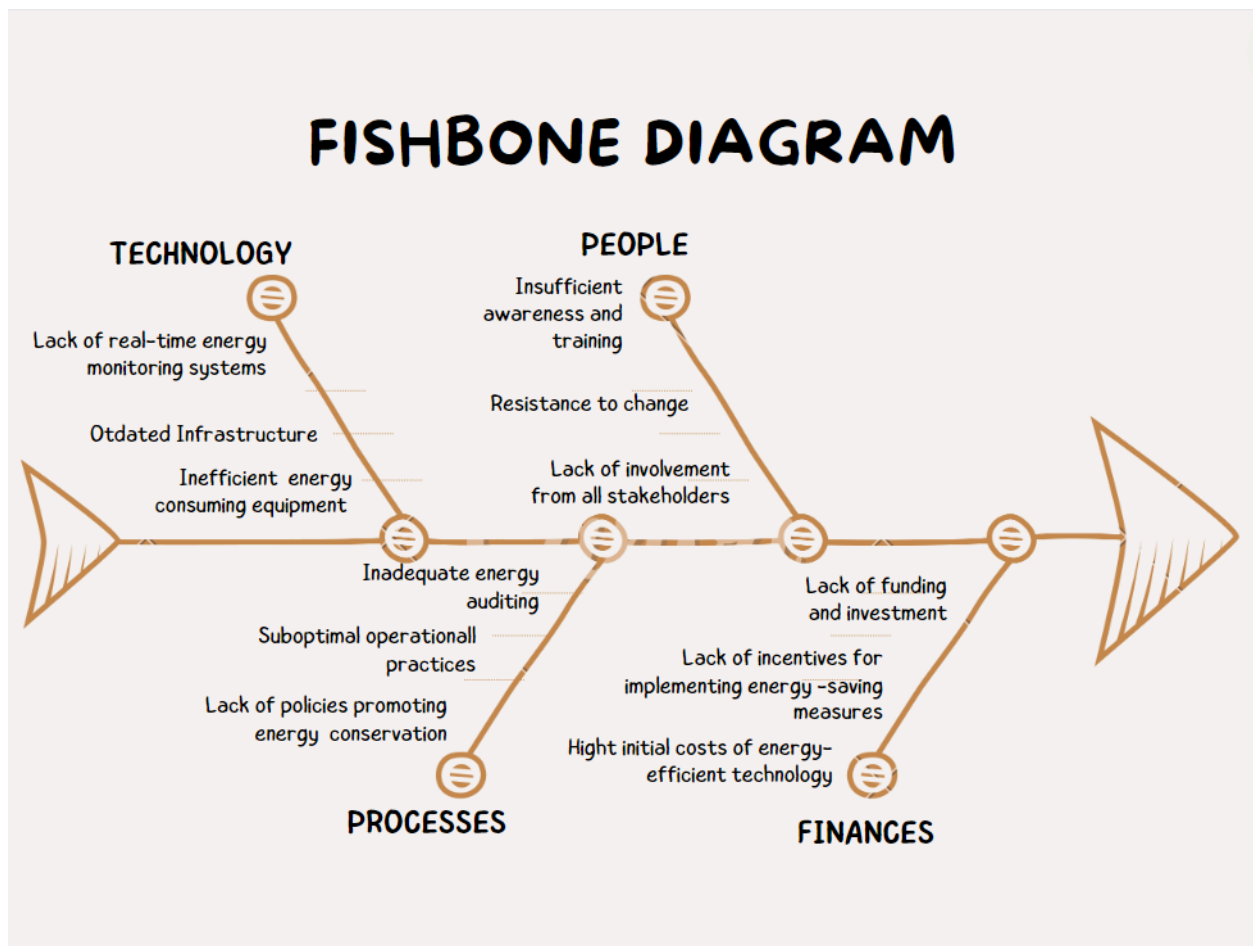 FISHBONE DIAGRAM
TECHNOLOGY
Lack of real-time energy
monitoring systems
Otdated Infrastructure
Inefficient energy
consuming equipment
PEOPLE
Insufficient
awareness and
training
Resistance to change
Lack of involvement
from all stakeholders
Inadequate energy
auditing
Suboptimal operationall
practices
Lack of policies promoting
energy conservation
PROCESSES
Lack of funding
and investment
Lack of incentives for
implementing energy -saving
measures
Hight initial costs of energy-
efficient technology
FINANCES